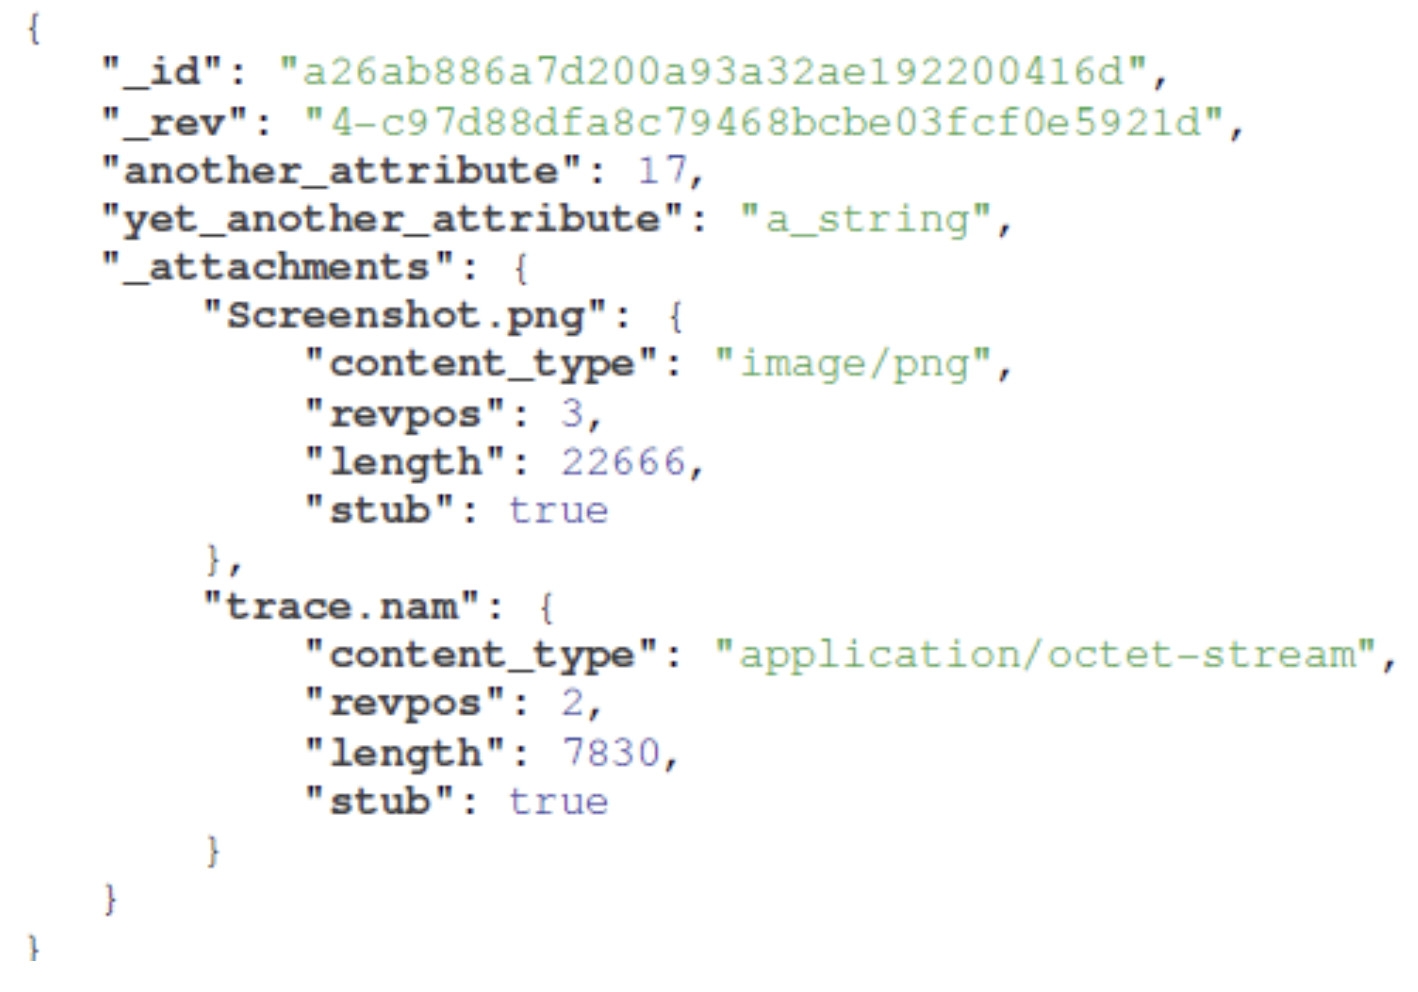 {
    "_id": "a26ab886a7d200a93a32ae192200416d",
    "_rev": "4-c97d88dfa8c79468bcbe03fcf0e5921d",
    "another_attribute": 17,
    "yet_another_attribute": "a_string",
    "_attachments": {
        "Screenshot.png": {
            "content_type": "image/png",
            "revpos": 3,
            "length": 22666,
            "stub": true
        },
        "trace.nam": {
            "content_type": "application/octet-stream",
            "revpos": 2,
            "length": 7830,
            "stub": true
        }
    }
}